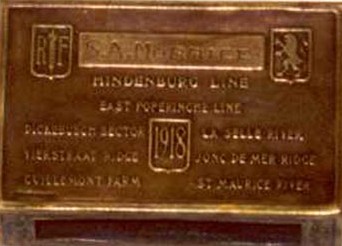 RF
HINDENBURG LINE
EAST POPERINGHE LINE
DICKEBUSCH SECTOR
LA SELLE RIVER
1918
VIERSTRAAT RIDGE
JONC DE MER RIDGE
GUILLEMONT FARM
ST. MAURICE RIVER